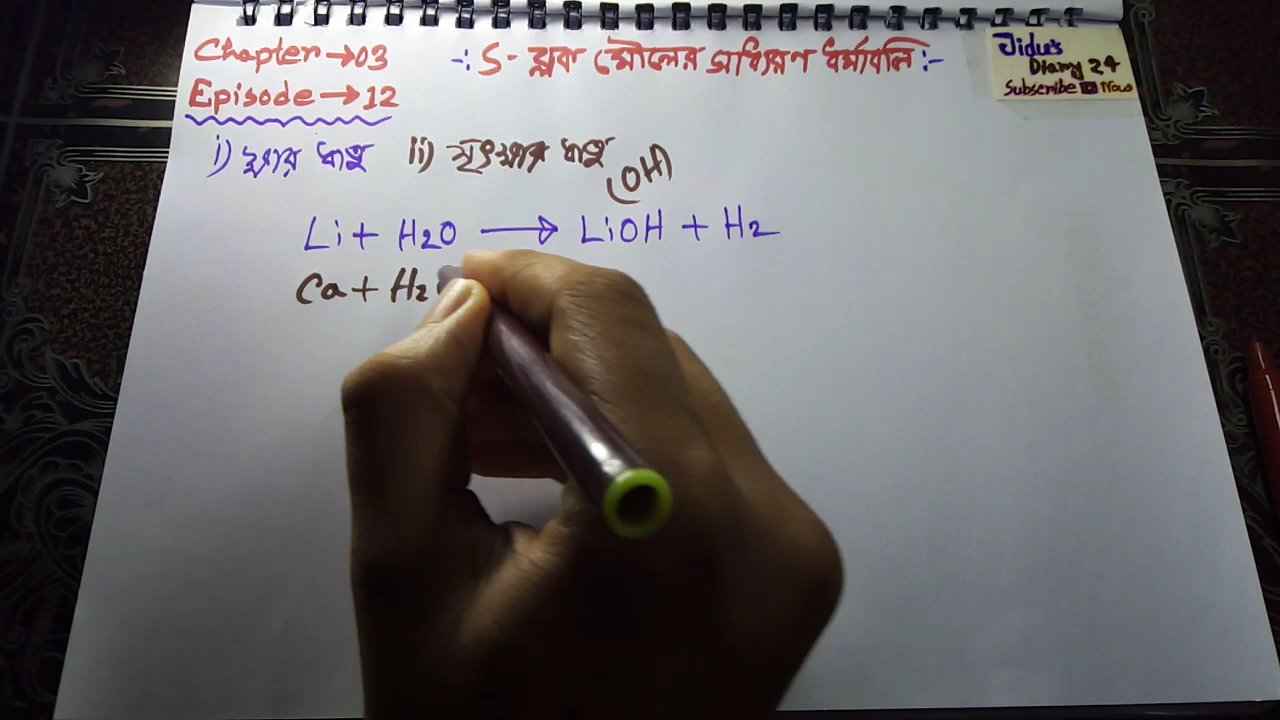 Chapter→03
-: S- ব্লক মৌলের সাধারণ ধর্মাবলি :-
Jidu's
Diary 24
Subscribe Now
Episode→12
i) ক্ষার ধাতু ii) মৃৎক্ষার ধাতু
(OH)
Li + H2O → LiOH + H2
Ca + H2